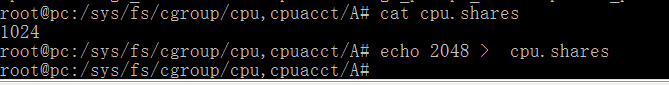 root@pc:/sys/fs/cgroup/cpu,cpuacct/A# cat cpu.shares
1024
root@pc:/sys/fs/cgroup/cpu,cpuacct/A# echo 2048 >  cpu.shares
root@pc:/sys/fs/cgroup/cpu,cpuacct/A#